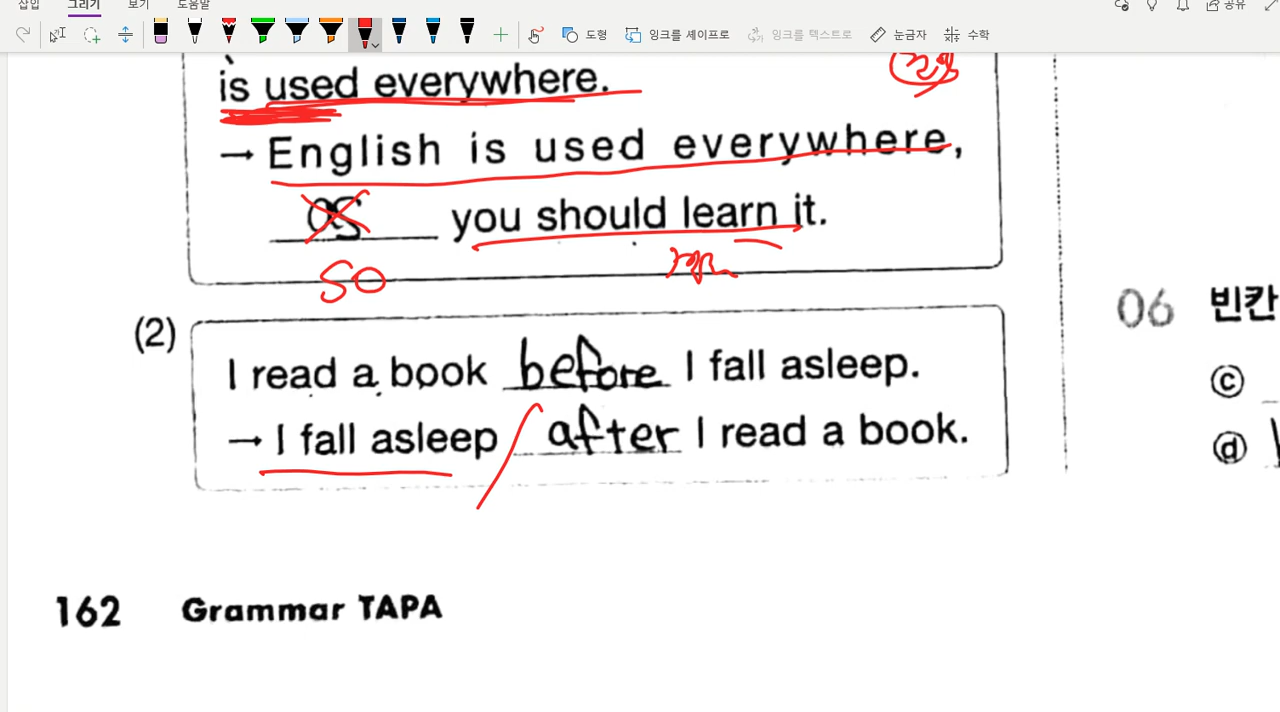 삽입 그리기 보기 도움말 공유
도형 잉크를 셰이프로 잉크를 텍스트로 눈금자 수학
is used everywhere.
→ English is used everywhere,
as you should learn it.
so
(2)
I read a book before I fall asleep.
→ I fall asleep after I read a book.
06 빈칸
ⓒ
ⓓ
162 Grammar TAPA